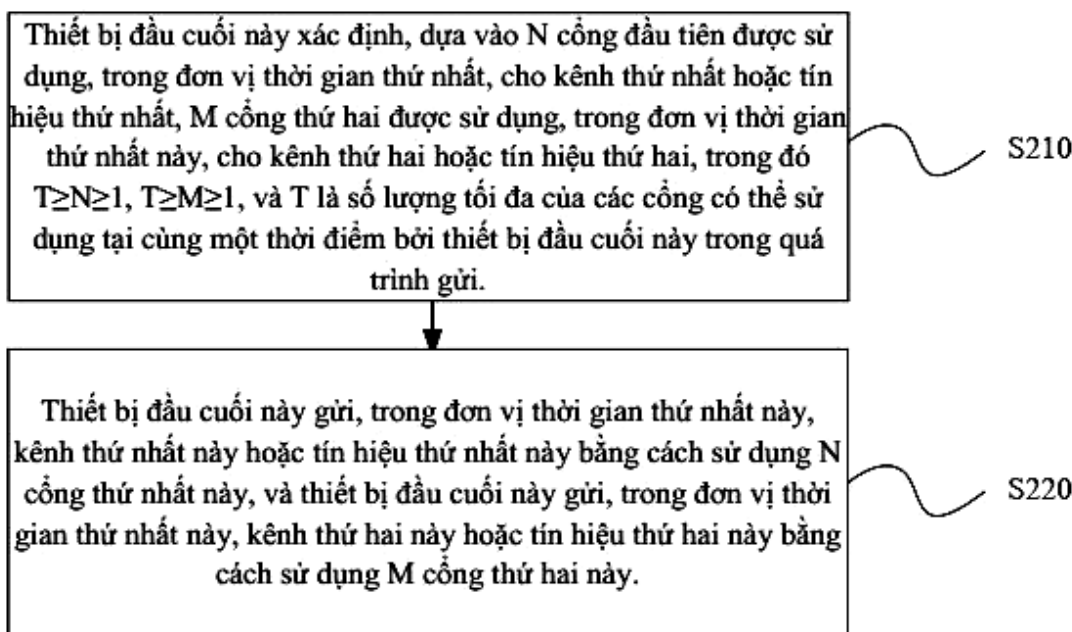 Thiết bị đầu cuối này xác định, dựa vào N cổng đầu tiên được sử
dụng, trong đơn vị thời gian thứ nhất, cho kênh thứ nhất hoặc tín
hiệu thứ nhất, M cổng thứ hai được sử dụng, trong đơn vị thời gian
thứ nhất này, cho kênh thứ hai hoặc tín hiệu thứ hai, trong đó
T≥N≥1, T≥M≥1, và T là số lượng tối đa của các cổng có thể sử
dụng tại cùng một thời điểm bởi thiết bị đầu cuối này trong quá
trình gửi.
S210
Thiết bị đầu cuối này gửi, trong đơn vị thời gian thứ nhất này,
kênh thứ nhất này hoặc tín hiệu thứ nhất này bằng cách sử dụng N
cổng thứ nhất này, và thiết bị đầu cuối này gửi, trong đơn vị thời
gian thứ nhất này, kênh thứ hai này hoặc tín hiệu thứ hai này bằng
cách sử dụng M cổng thứ hai này.
S220